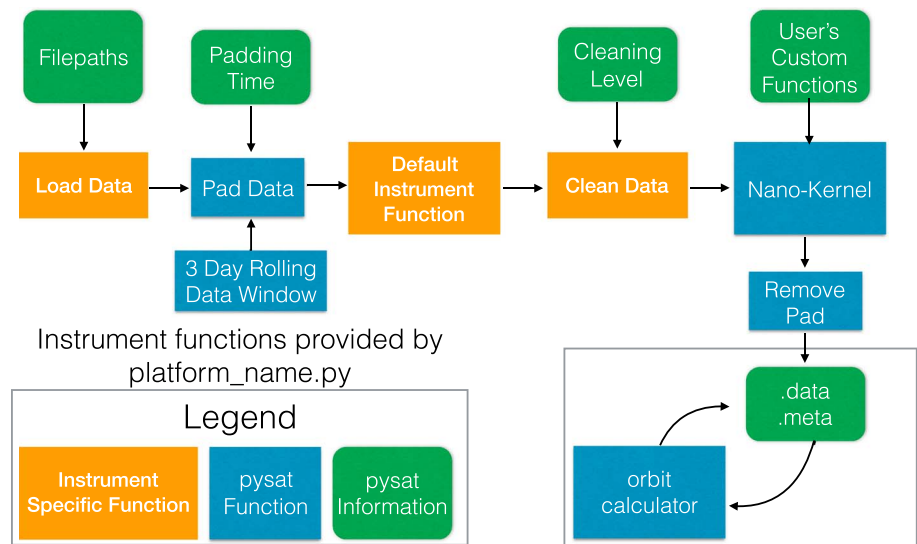 Filepaths
Padding
Time
Cleaning
Level
User's
Custom
Functions
Load Data
Pad Data
Default
Instrument
Function
Clean Data
Nano-Kernel
3 Day Rolling
Data Window
Remove
Pad
Instrument functions provided by
platform_name.py
.data
.meta
orbit
calculator
Legend
Instrument
Specific Function
pysat
Function
pysat
Information